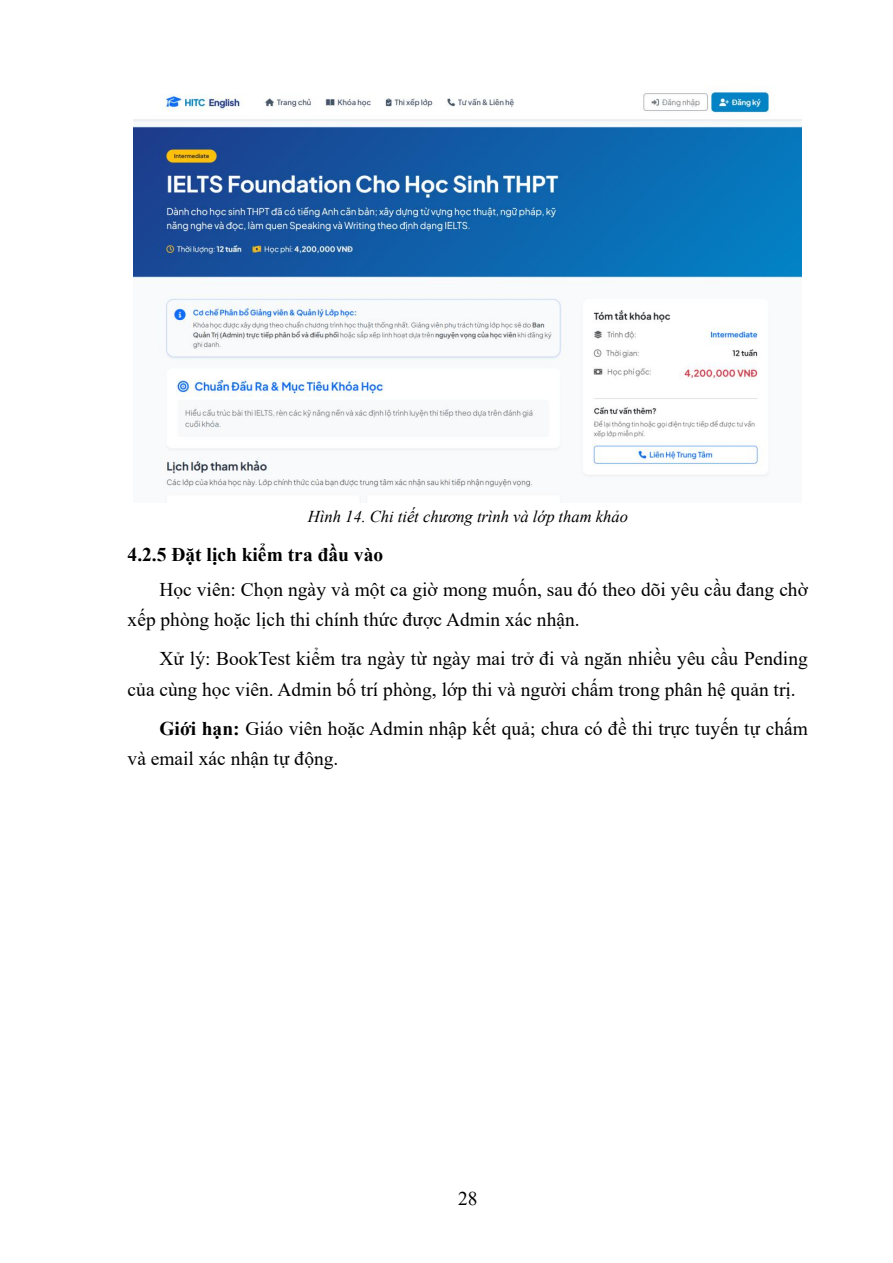 HITC English
Trang chủ
Khóa học
Thi xếp lớp
Tư vấn & Liên hệ
Đăng nhập
Đăng ký
Intermediate
IELTS Foundation Cho Học Sinh THPT
Dành cho học sinh THPT đã có tiếng Anh căn bản; xây dựng từ vựng học thuật, ngữ pháp, kỹ
năng nghe và đọc, làm quen Speaking và Writing theo định dạng IELTS.
Thời lượng: 12 tuần Học phí: 4,200,000 VNĐ
Cơ chế Phân bổ Giảng viên & Quản lý Lớp học:
Khóa học được xây dựng theo chuẩn chương trình học thuật thống nhất. Giảng viên phụ trách từng lớp học sẽ do Ban
Quản Trị (Admin) trực tiếp phân bổ và điều phối hoặc sắp xếp linh hoạt dựa trên nguyện vọng của học viên khi đăng ký
ghi danh.
Chuẩn Đầu Ra & Mục Tiêu Khóa Học
Hiểu cấu trúc bài thi IELTS, rèn các kỹ năng nền và xác định lộ trình luyện thi tiếp theo dựa trên đánh giá
cuối khóa.
Lịch lớp tham khảo
Các lớp của khóa học này. Lớp chính thức của bạn được trung tâm xác nhận sau khi tiếp nhận nguyện vọng.
Tóm tắt khóa học
Trình độ: Intermediate
Thời gian: 12 tuần
Học phí gốc: 4,200,000 VNĐ
Cần tư vấn thêm?
Để lại thông tin hoặc gọi điện trực tiếp để được tư vấn
xếp lớp miễn phí.
Liên Hệ Trung Tâm
Hình 14. Chi tiết chương trình và lớp tham khảo
4.2.5 Đặt lịch kiểm tra đầu vào
Học viên: Chọn ngày và một ca giờ mong muốn, sau đó theo dõi yêu cầu đang chờ
xếp phòng hoặc lịch thi chính thức được Admin xác nhận.
Xử lý: BookTest kiểm tra ngày từ ngày mai trở đi và ngăn nhiều yêu cầu Pending
của cùng học viên. Admin bố trí phòng, lớp thi và người chấm trong phân hệ quản trị.
Giới hạn: Giáo viên hoặc Admin nhập kết quả; chưa có đề thi trực tuyến tự chấm
và email xác nhận tự động.
28